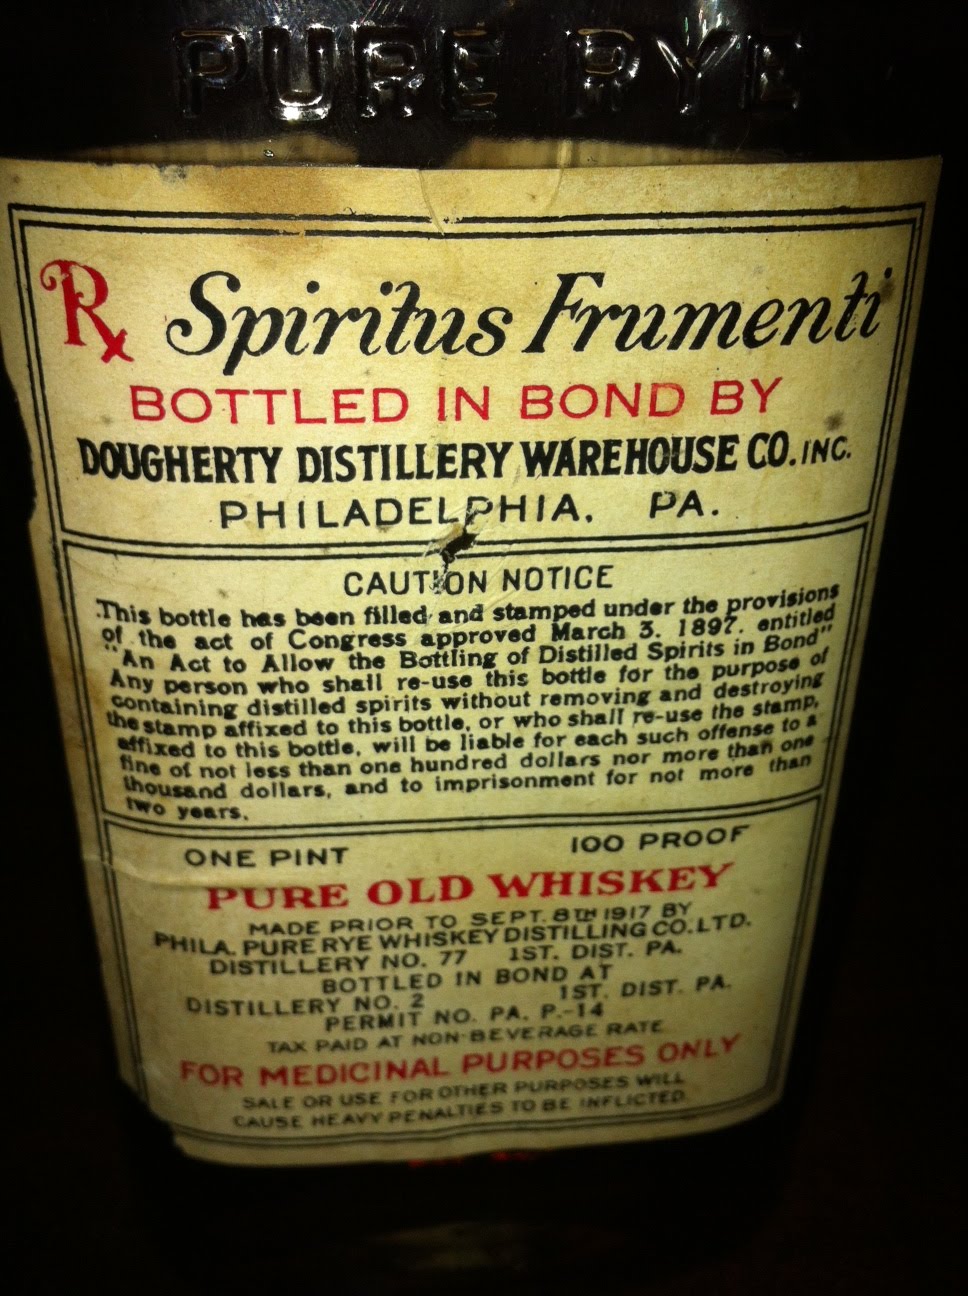 PURE RYE
Rx Spiritus Frumenti
BOTTLED IN BOND BY
DOUGHERTY DISTILLERY WAREHOUSE CO. INC.
PHILADELPHIA, PA.
CAUTION NOTICE
This bottle has been filled and stamped under the provisions
of the act of Congress approved March 3, 1897, entitled
"An Act to Allow the Bottling of Distilled Spirits in Bond"
Any person who shall re-use this bottle for the purpose of
containing distilled spirits without removing and destroying
the stamp affixed to this bottle, or who shall re-use the stamp,
affixed to this bottle, will be liable for each such offense to a
fine of not less than one hundred dollars nor more than one
thousand dollars, and to imprisonment for not more than
two years.
ONE PINT 100 PROOF
PURE OLD WHISKEY
MADE PRIOR TO SEPT. 8TH 1917 BY
PHILA. PURE RYE WHISKEY DISTILLING CO. LTD.
DISTILLERY NO. 77 1ST. DIST. PA.
BOTTLED IN BOND AT
DISTILLERY NO. 2 1ST. DIST. PA.
PERMIT NO. PA. P.-14
TAX PAID AT NON-BEVERAGE RATE
FOR MEDICINAL PURPOSES ONLY
SALE OR USE FOR OTHER PURPOSES WILL
CAUSE HEAVY PENALTIES TO BE INFLICTED